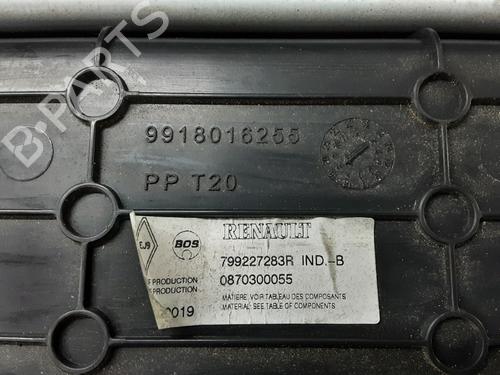 B-PARTS
9918016255
PP T20
RENAULT
EJ9 BOS 799227283R IND.-B
PRODUCTION 0870300055
PRODUCTION MATIERE: VOIR TABLEAU DES COMPOSANTS
2019 MATERIAL: SEE TABLE OF COMPONENTS